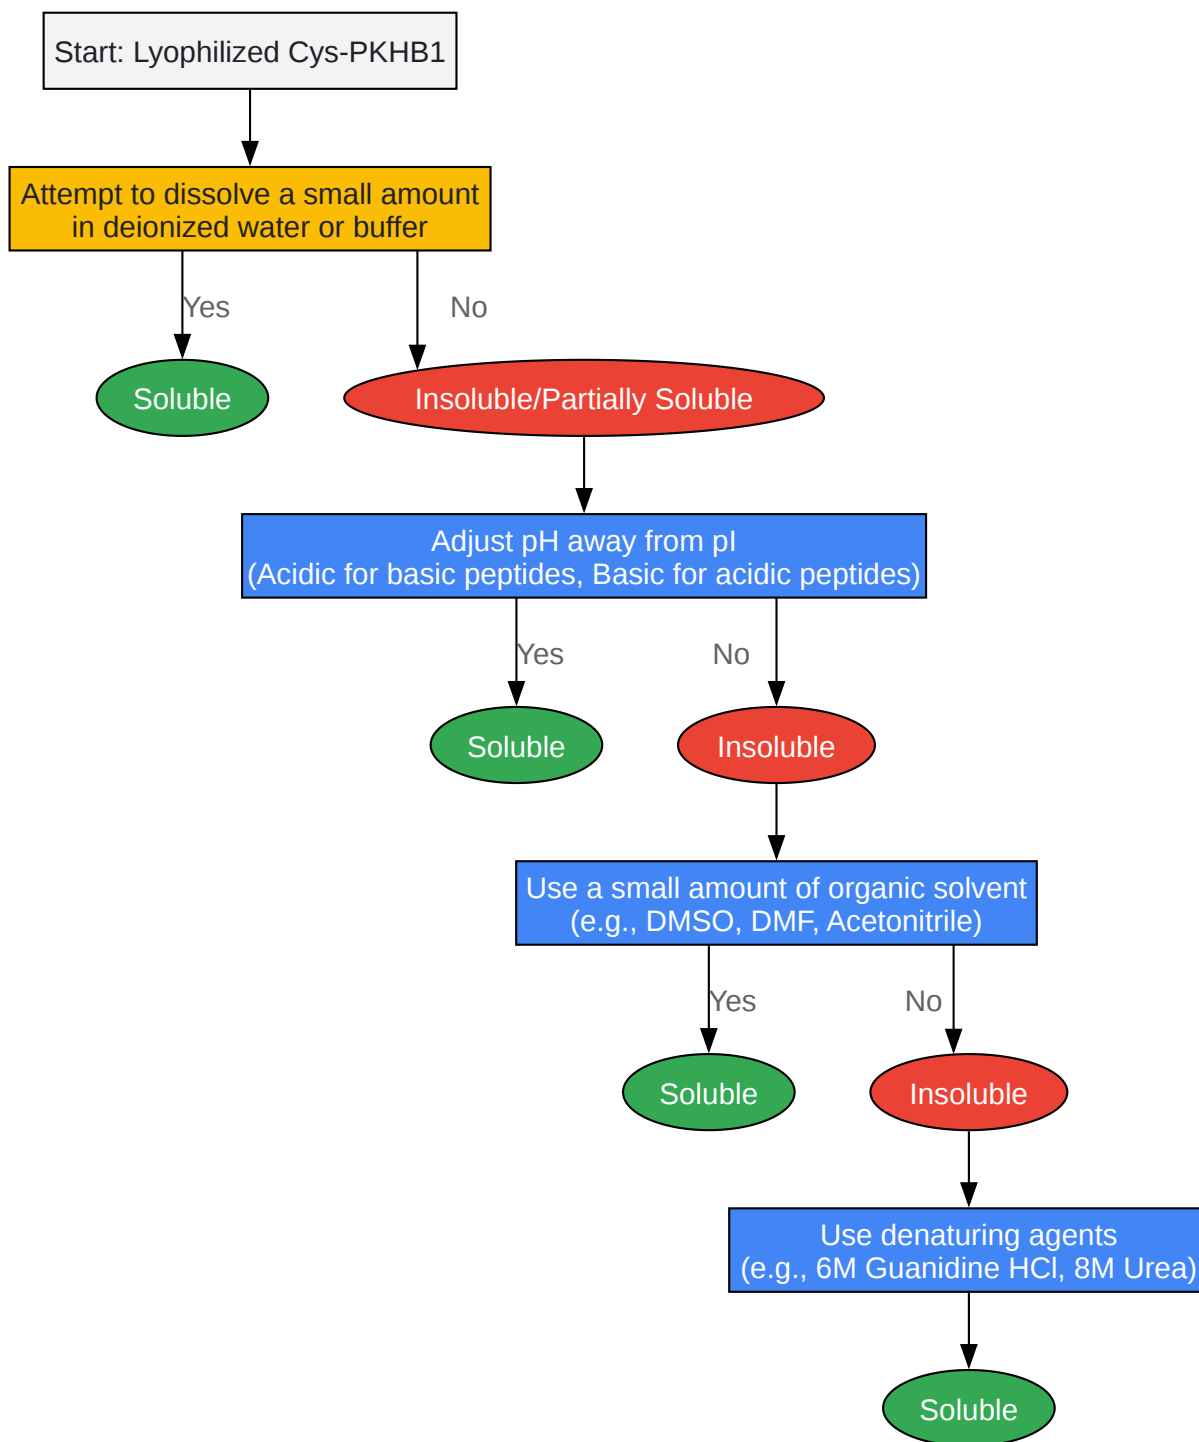 Start: Lyophilized Cys-PKHB1
Attempt to dissolve a small amount
in deionized water or buffer
Yes
No
Soluble
Insoluble/Partially Soluble
Adjust pH away from pI
(Acidic for basic peptides, Basic for acidic peptides)
Yes
No
Soluble
Insoluble
Use a small amount of organic solvent
(e.g., DMSO, DMF, Acetonitrile)
Yes
No
Soluble
Insoluble
Use denaturing agents
(e.g., 6M Guanidine HCl, 8M Urea)
Soluble